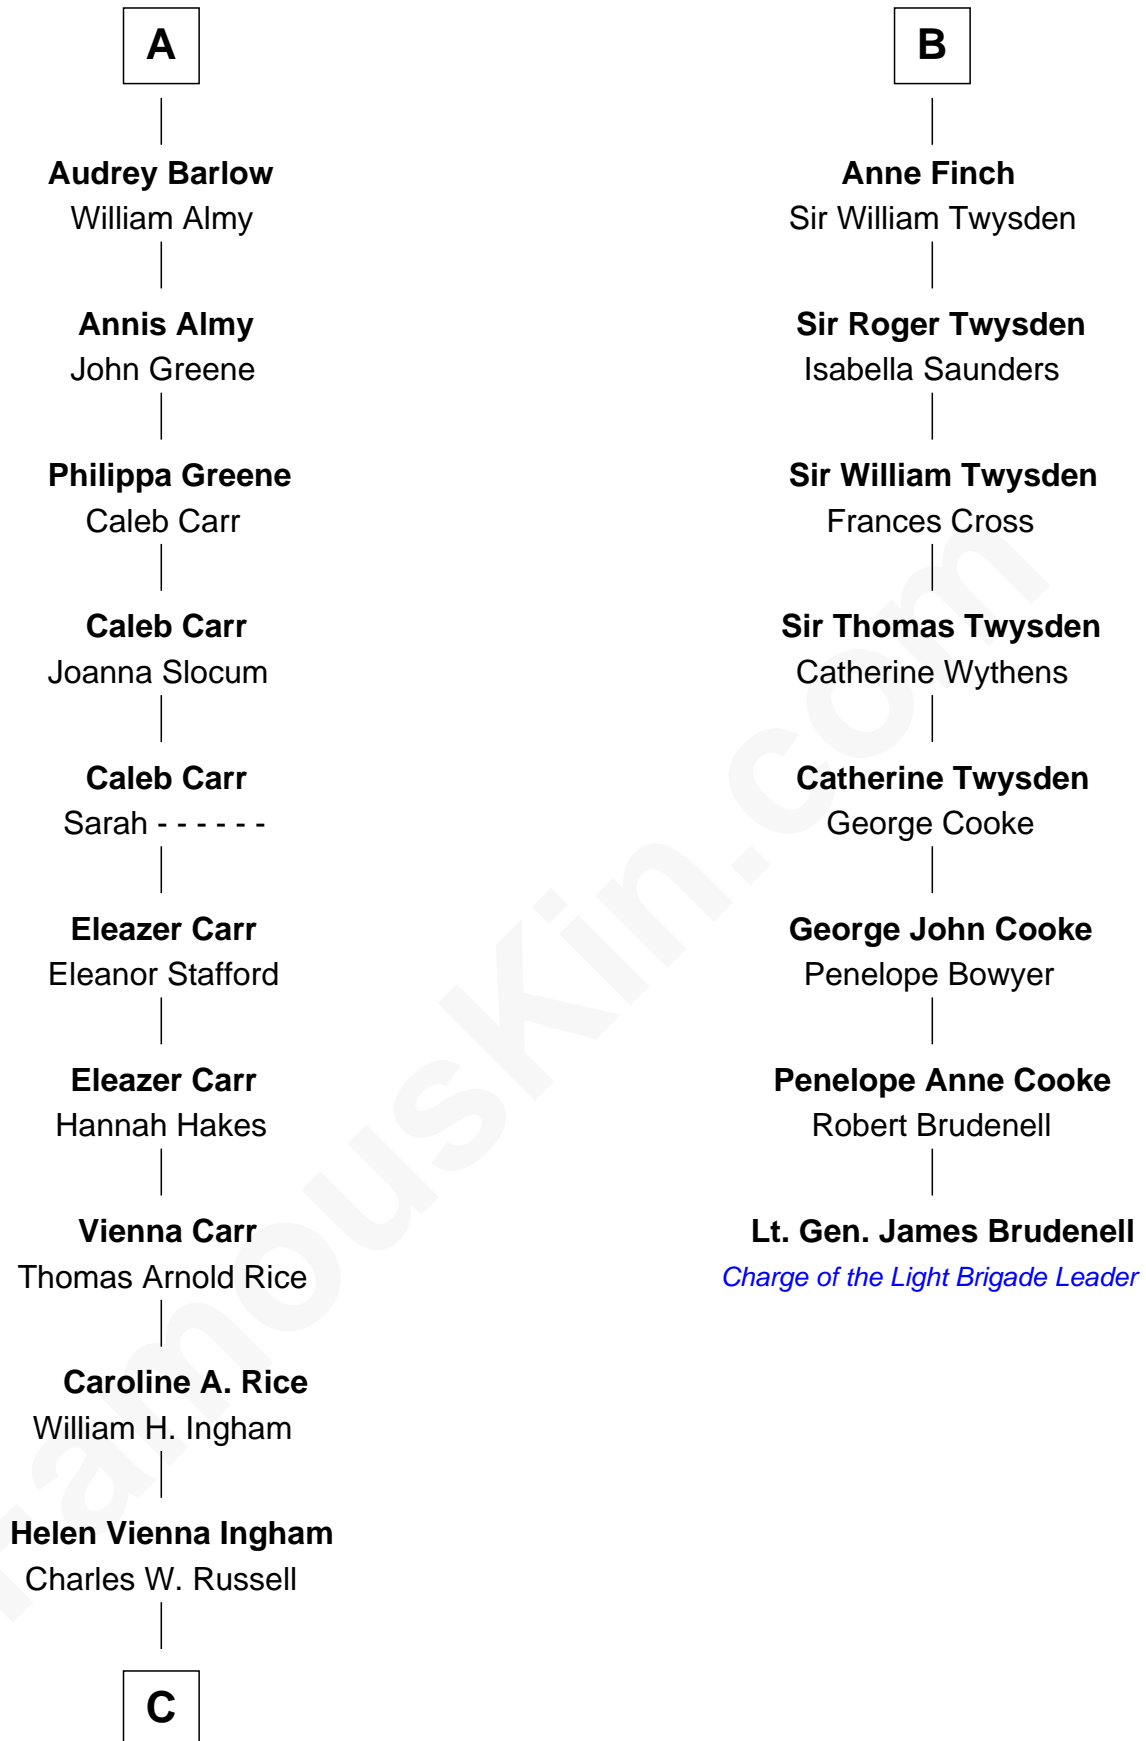 A
Audrey Barlow
William Almy
Annis Almy
John Greene
Philippa Greene
Caleb Carr
Caleb Carr
Joanna Slocum
Caleb Carr
Sarah - - - - - -
Eleazer Carr
Eleanor Stafford
Eleazer Carr
Hannah Hakes
Vienna Carr
Thomas Arnold Rice
Caroline A. Rice
William H. Ingham
Helen Vienna Ingham
Charles W. Russell
C
B
Anne Finch
Sir William Twysden
Sir Roger Twysden
Isabella Saunders
Sir William Twysden
Frances Cross
Sir Thomas Twysden
Catherine Wythens
Catherine Twysden
George Cooke
George John Cooke
Penelope Bowyer
Penelope Anne Cooke
Robert Brudenell
Lt. Gen. James Brudenell
Charge of the Light Brigade Leader
FamousKin.com